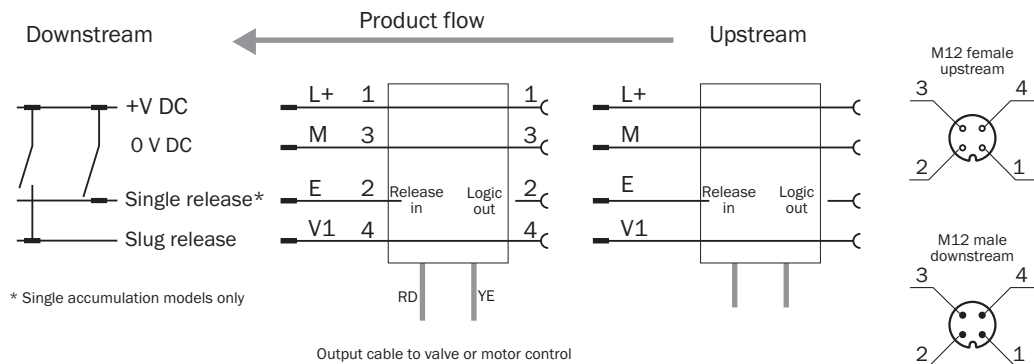 Product flow
Downstream
Upstream
M12 female
upstream
3 4
2 1
+V DC
0 V DC
Single release*
Slug release
L+ 1 1
M 3 3
E 2 Release in Logic out 2
V1 4 4
RD YE
L+
M
E Release in Logic out
V1
M12 male
downstream
3 4
2 1
* Single accumulation models only
Output cable to valve or motor control